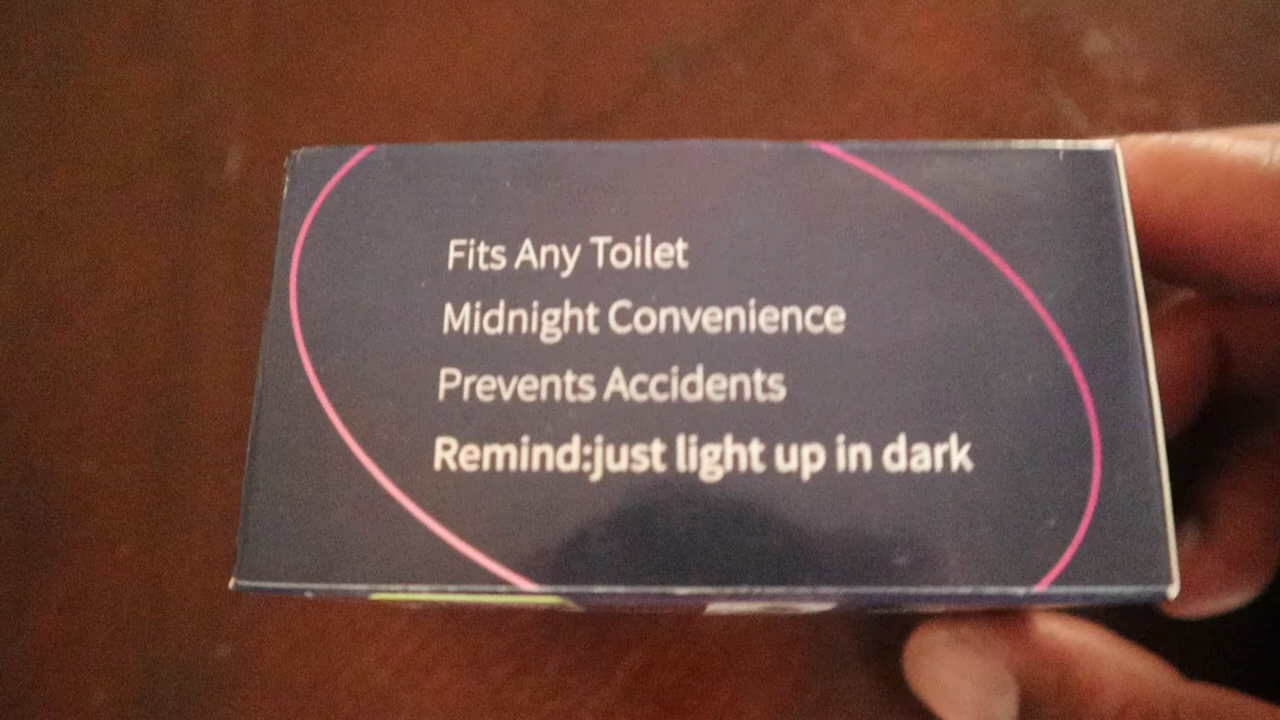 Fits Any Toilet
Midnight Convenience
Prevents Accidents
Remind:just light up in dark